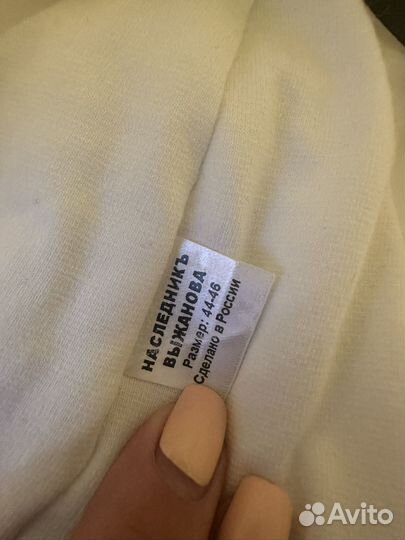 НАСЛЕДНИКЪ
ВЫЖАНОВА
Размер: 44-46
Сделано в России
Avito